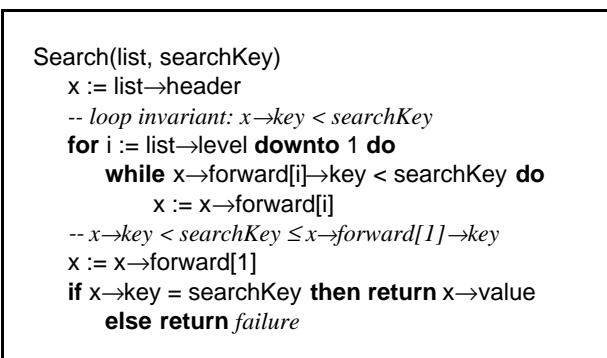 Search(list, searchKey)
x := list→header
-- loop invariant: x→key < searchKey
for i := list→level downto 1 do
while x→forward[i]→key < searchKey do
x := x→forward[i]
-- x→key < searchKey ≤ x→forward[1]→key
x := x→forward[1]
if x→key = searchKey then return x→value
else return failure